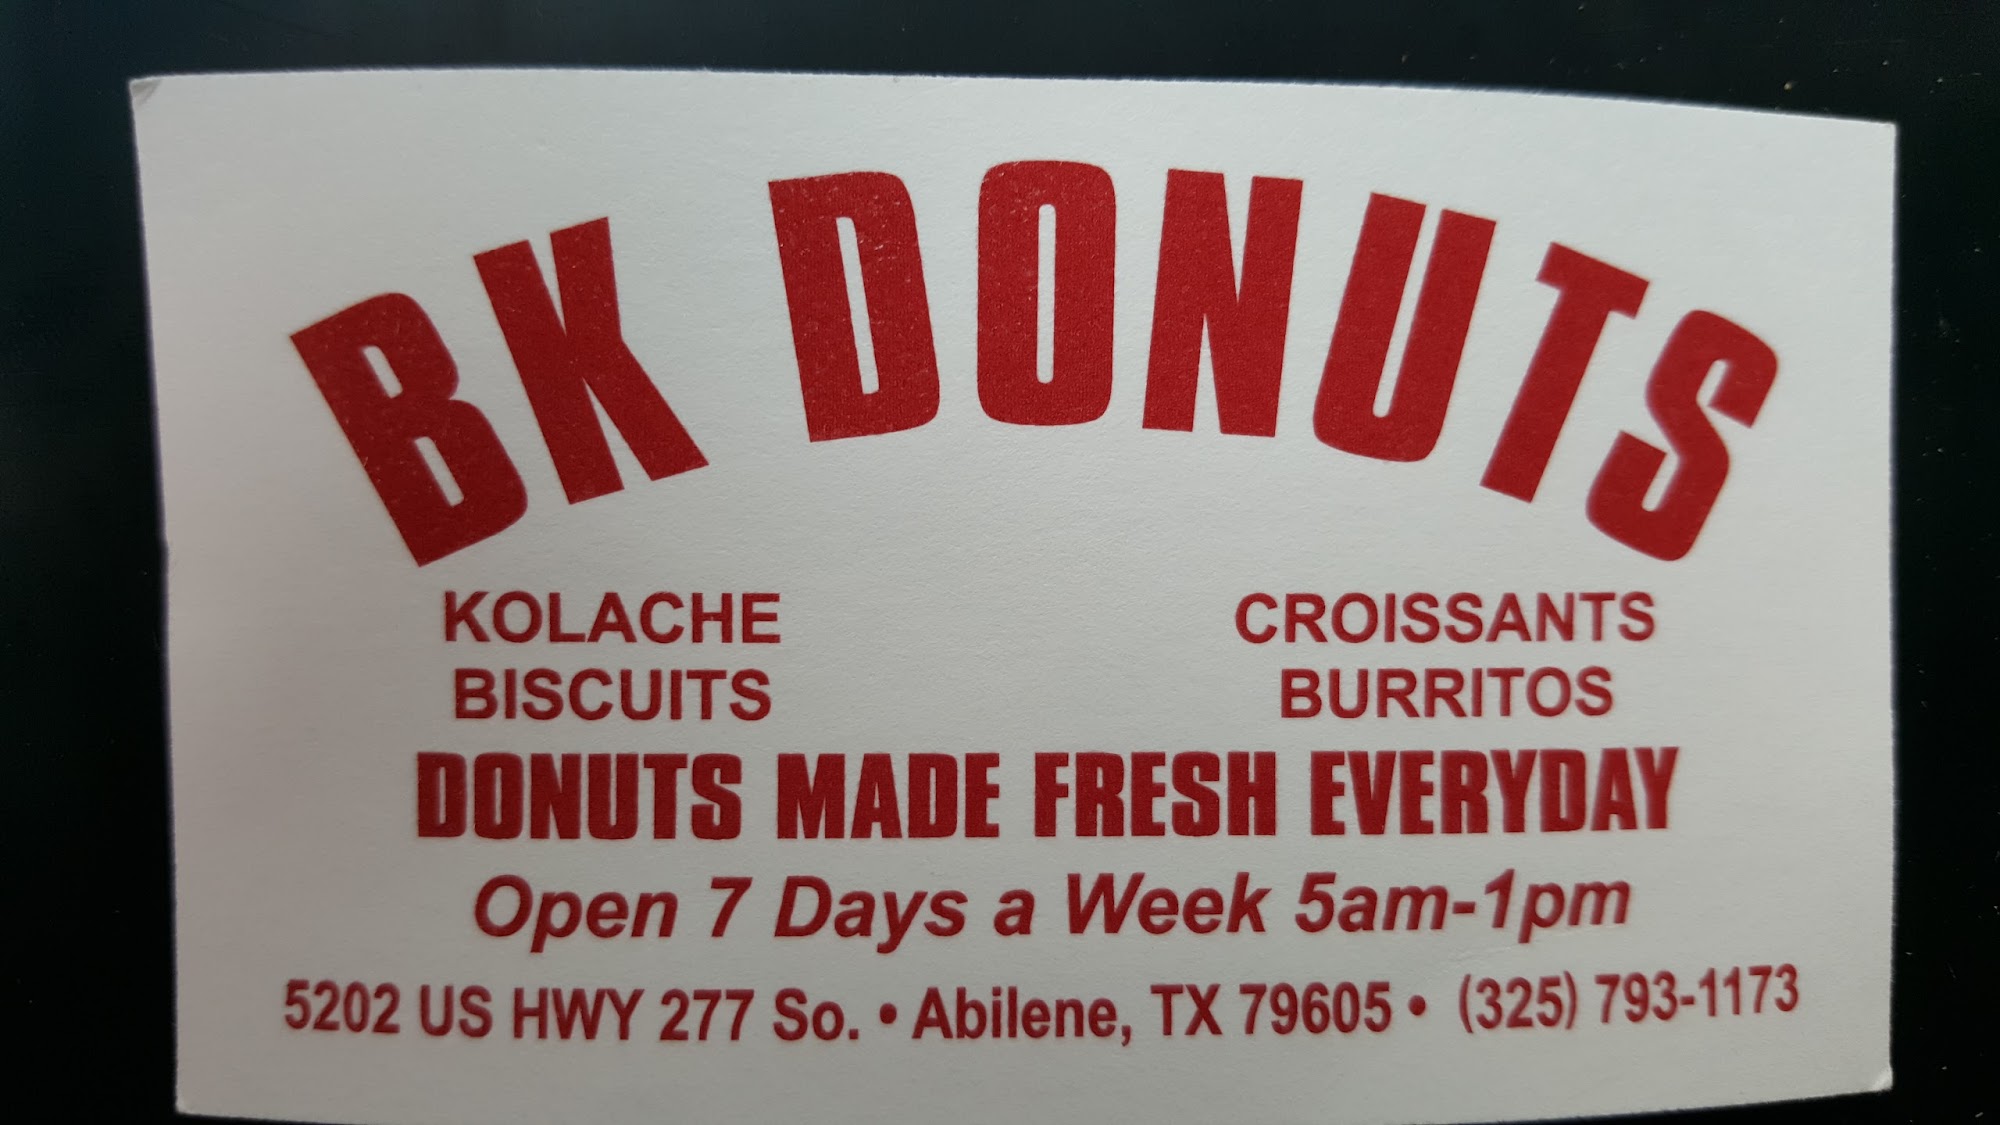 BK DONUTS
KOLACHE CROISSANTS
BISCUITS BURRITOS
DONUTS MADE FRESH EVERYDAY
Open 7 Days a Week 5am-1pm
5202 US HWY 277 So. • Abilene, TX 79605 • (325) 793-1173